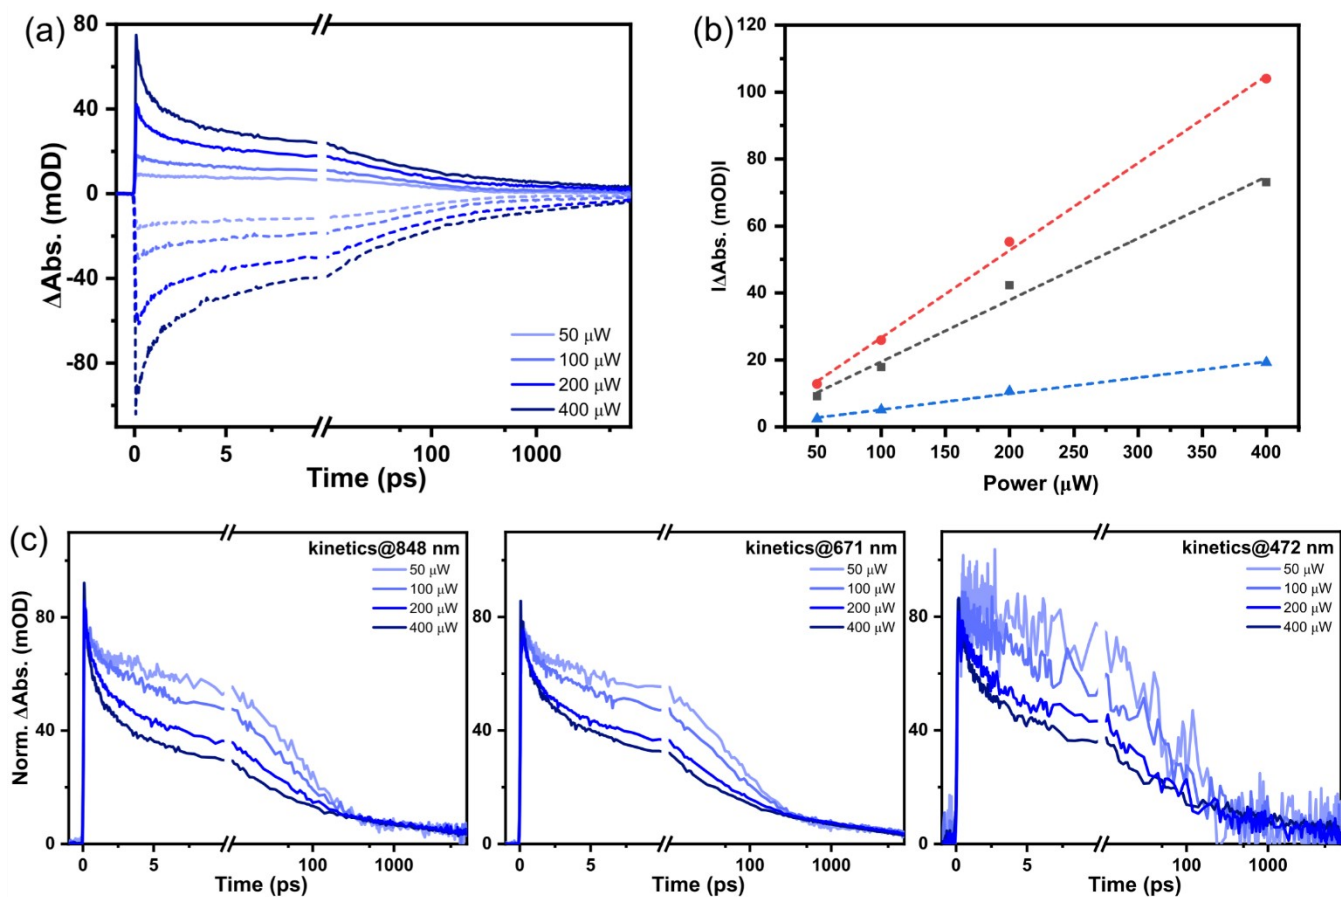 (a)
80
40
0
-40
-80
ΔAbs. (mOD)
0
5
100
1000
Time (ps)
50 μW
100 μW
200 μW
400 μW
(b)
120
100
80
60
40
20
0
IΔAbs. (mOD)I
50
100
150
200
250
300
350
400
Power (μW)
(c)
80
40
0
Norm. ΔAbs. (mOD)
kinetics@848 nm
50 μW
100 μW
200 μW
400 μW
0
5
100
1000
Time (ps)
80
40
0
kinetics@671 nm
50 μW
100 μW
200 μW
400 μW
0
5
100
1000
Time (ps)
80
40
0
kinetics@472 nm
50 μW
100 μW
200 μW
400 μW
0
5
100
1000
Time (ps)